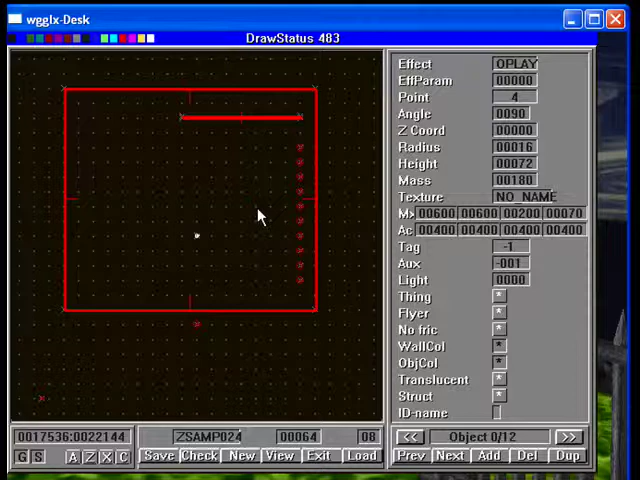 wgglx-Desk
DrawStatus 483
Effect OPLAY
EffParam 00000
Point 4
Angle 0090
Z Coord 00000
Radius 00016
Height 00072
Mass 00180
Texture NO_NAME
Mx 00600 00600 00200 00070
Ac 00400 00400 00400 00400
Tag -1
Aux -001
Light 0000
Thing *
Flyer *
No fric *
WallCol *
ObjCol *
Translucent *
Struct *
ID-name
0017536:0022144 ZSAMP024 00064 08 << Object 0/12 >>
G S A Z X C Save Check New View Exit Load Prev Next Add Del Dup